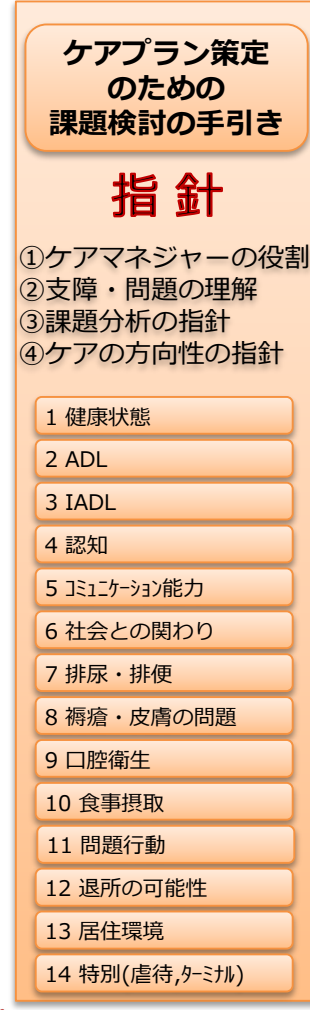 ケアプラン策定
のための
課題検討の手引き
指 針
①ケアマネジャーの役割
②支障・問題の理解
③課題分析の指針
④ケアの方向性の指針
1 健康状態
2 ADL
3 IADL
4 認知
5 ｺﾐｭﾆｹｰｼｮﾝ能力
6 社会との関わり
7 排尿・排便
8 褥瘡・皮膚の問題
9 口腔衛生
10 食事摂取
11 問題行動
12 退所の可能性
13 居住環境
14 特別(虐待,ﾀｰﾐﾅﾙ)